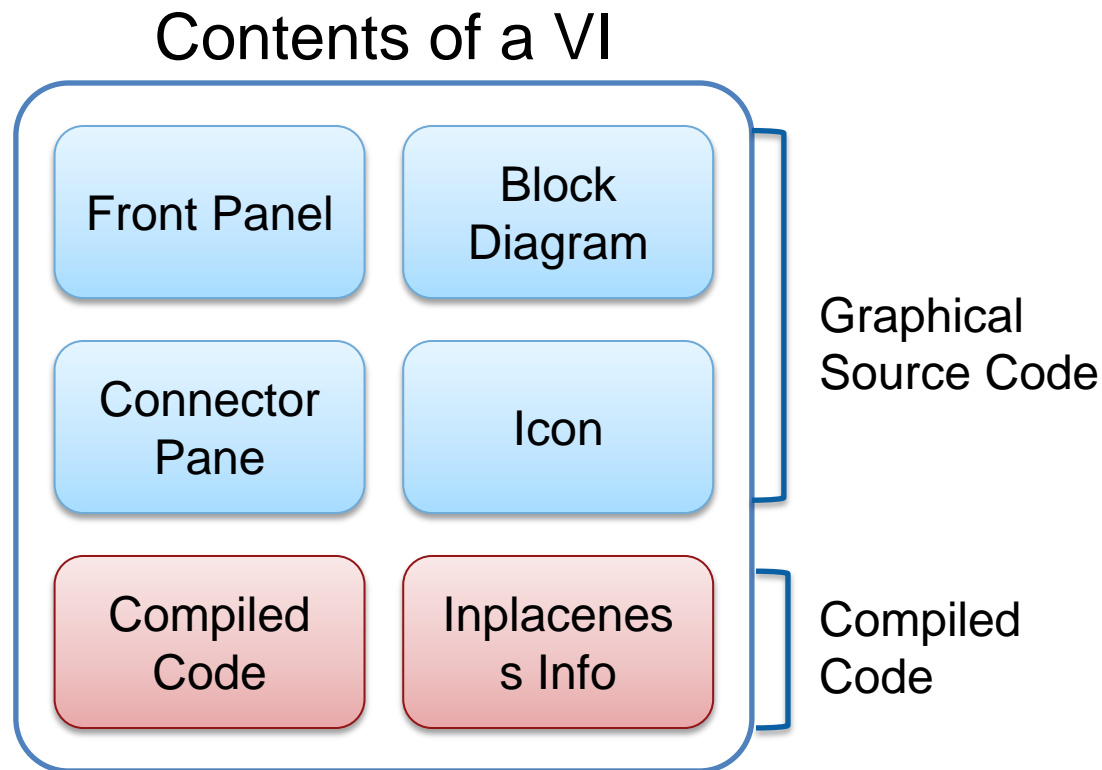 Contents of a VI
Front Panel
Block
Diagram
Connector
Pane
Icon
Graphical
Source Code
Compiled
Code
Inplacenes
s Info
Compiled
Code